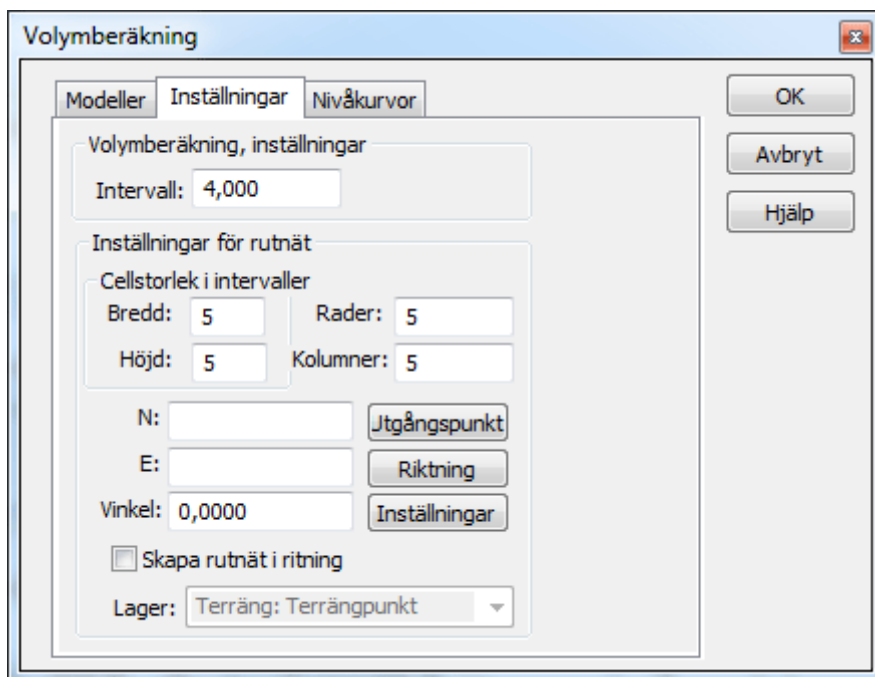 Volymberäkning
Modeller Inställningar Nivåkurvor
OK
Avbryt
Hjälp
Volymberäkning, inställningar
Intervall: 4,000
Inställningar för rutnät
Cellstorlek i intervaller
Bredd: 5 Rader: 5
Höjd: 5 Kolumner: 5
N: Utgångspunkt
E: Riktning
Vinkel: 0,0000 Inställningar
Skapa rutnät i ritning
Lager: Terräng: Terrängpunkt